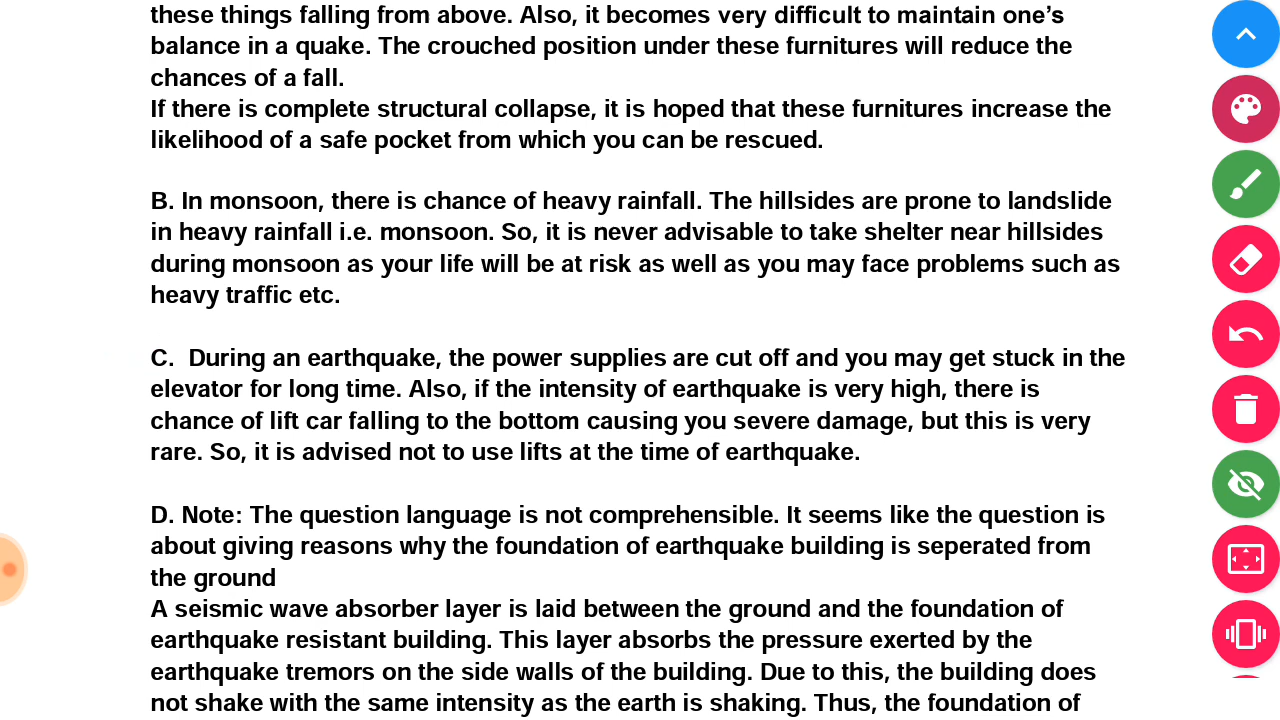 these things falling from above. Also, it becomes very difficult to maintain one’s
balance in a quake. The crouched position under these furnitures will reduce the
chances of a fall.
If there is complete structural collapse, it is hoped that these furnitures increase the
likelihood of a safe pocket from which you can be rescued.
B. In monsoon, there is chance of heavy rainfall. The hillsides are prone to landslide
in heavy rainfall i.e. monsoon. So, it is never advisable to take shelter near hillsides
during monsoon as your life will be at risk as well as you may face problems such as
heavy traffic etc.
C.  During an earthquake, the power supplies are cut off and you may get stuck in the
elevator for long time. Also, if the intensity of earthquake is very high, there is
chance of lift car falling to the bottom causing you severe damage, but this is very
rare. So, it is advised not to use lifts at the time of earthquake.
D. Note: The question language is not comprehensible. It seems like the question is
about giving reasons why the foundation of earthquake building is seperated from
the ground
A seismic wave absorber layer is laid between the ground and the foundation of
earthquake resistant building. This layer absorbs the pressure exerted by the
earthquake tremors on the side walls of the building. Due to this, the building does
not shake with the same intensity as the earth is shaking. Thus, the foundation of